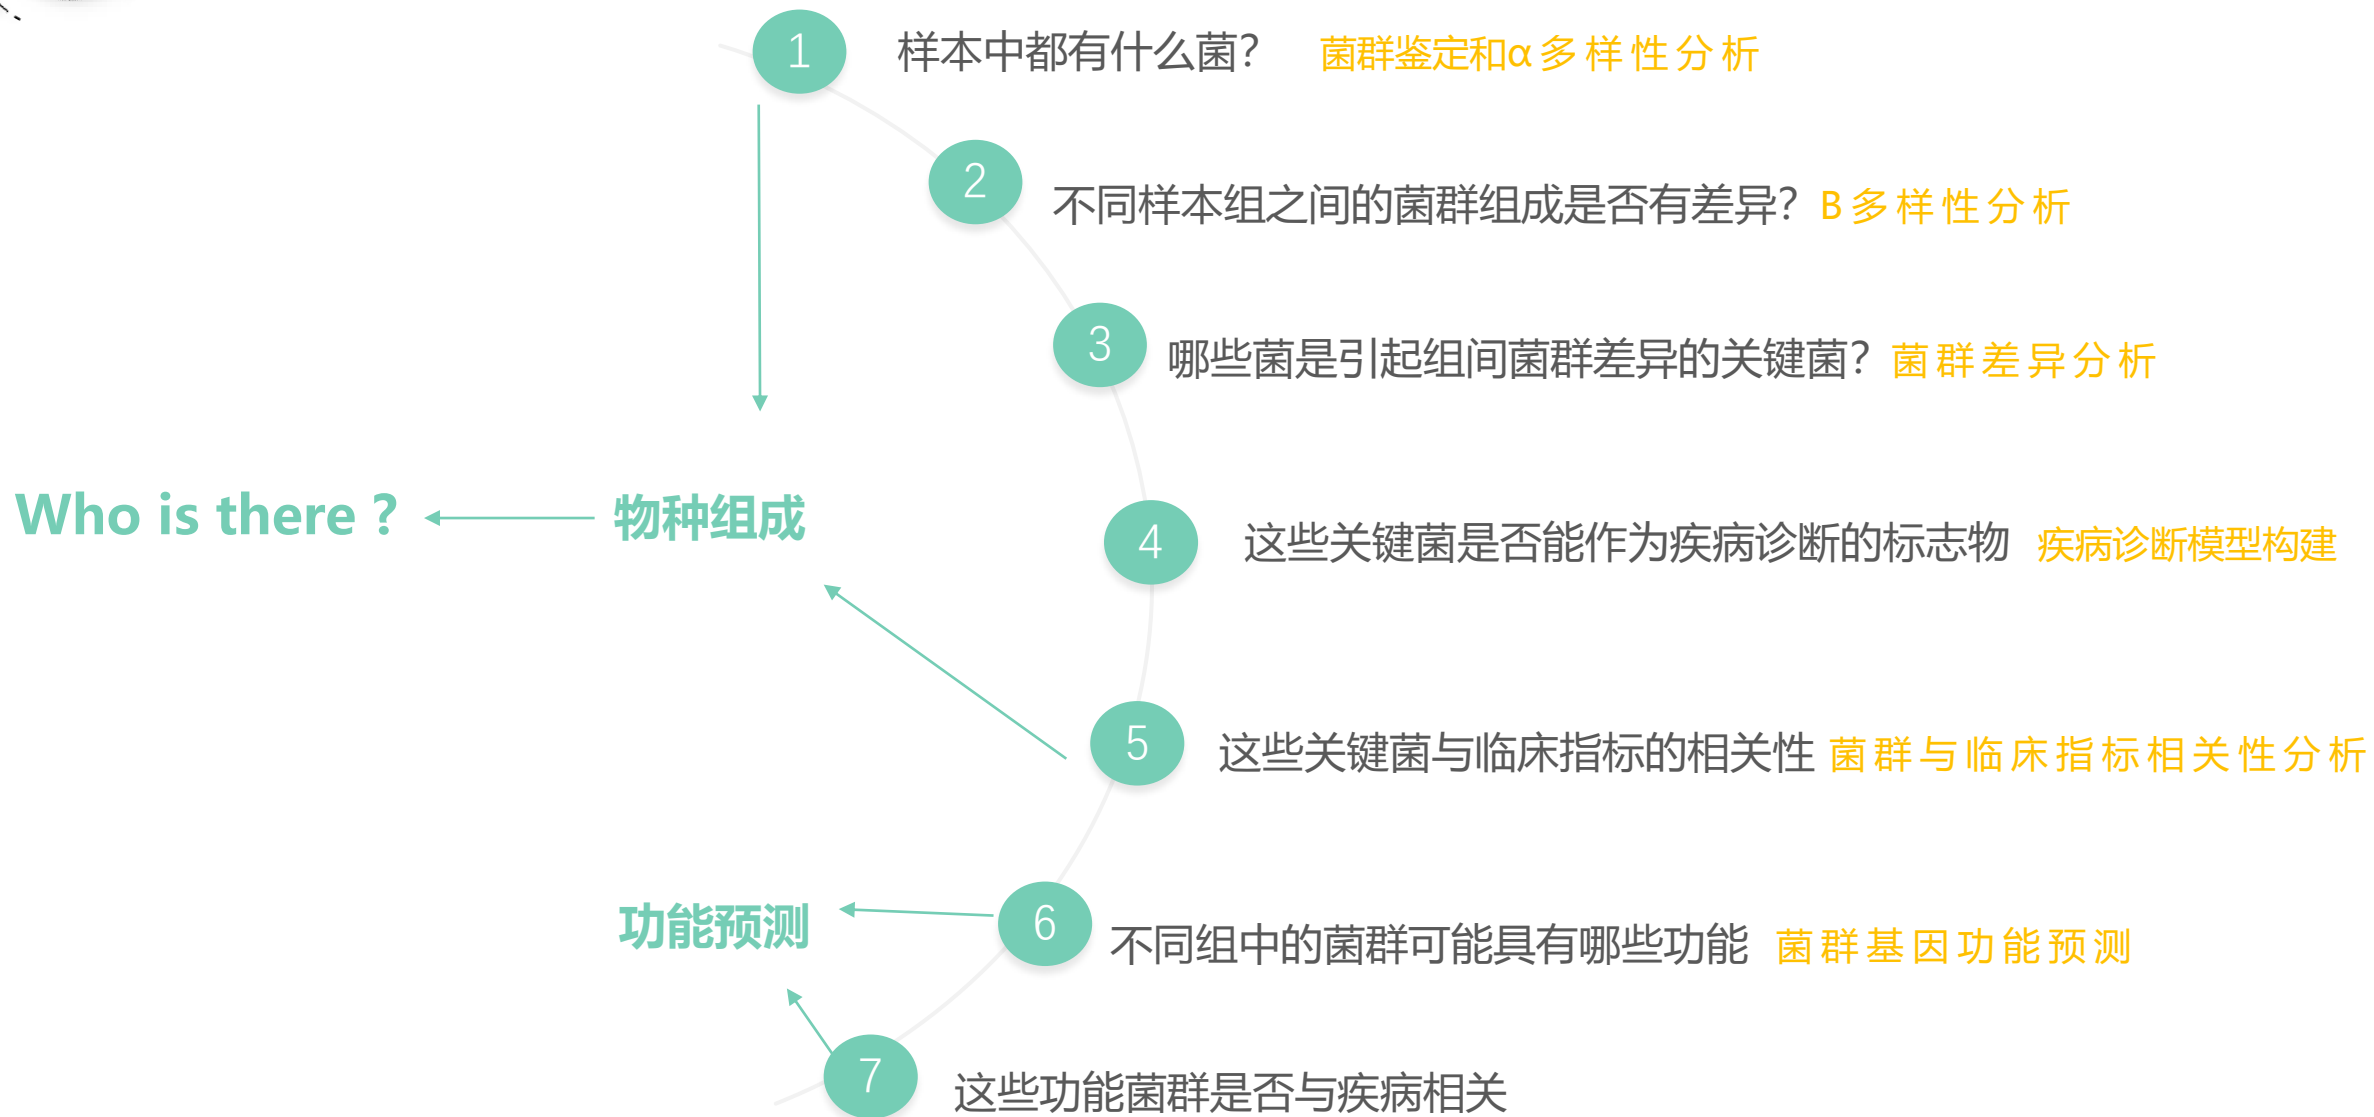 1 样本中都有什么菌? 菌群鉴定和α多样性分析
2 不同样本组之间的菌群组成是否有差异? B多样性分析
3 哪些菌是引起组间菌群差异的关键菌? 菌群差异分析
Who is there ? 物种组成
4 这些关键菌是否能作为疾病诊断的标志物 疾病诊断模型构建
5 这些关键菌与临床指标的相关性 菌群与临床指标相关性分析
功能预测
6 不同组中的菌群可能具有哪些功能 菌群基因功能预测
7 这些功能菌群是否与疾病相关